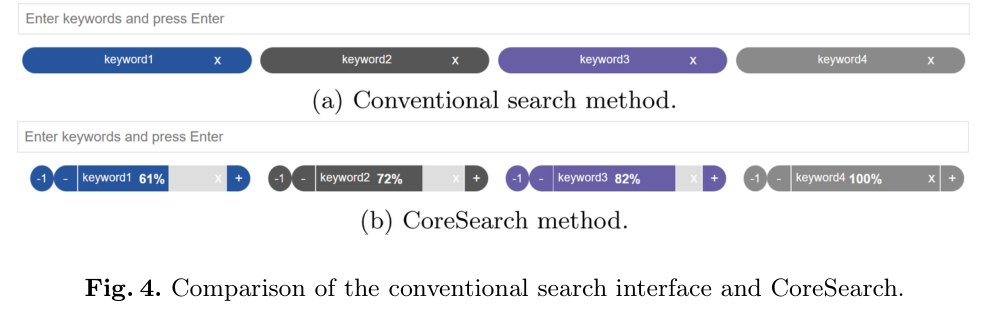 Enter keywords and press Enter
keyword1 x keyword2 x keyword3 x keyword4 x
(a) Conventional search method.
Enter keywords and press Enter
-1 - keyword1 61% x + -1 - keyword2 72% x + -1 - keyword3 82% x + -1 - keyword4 100% x +
(b) CoreSearch method.
Fig. 4. Comparison of the conventional search interface and CoreSearch.